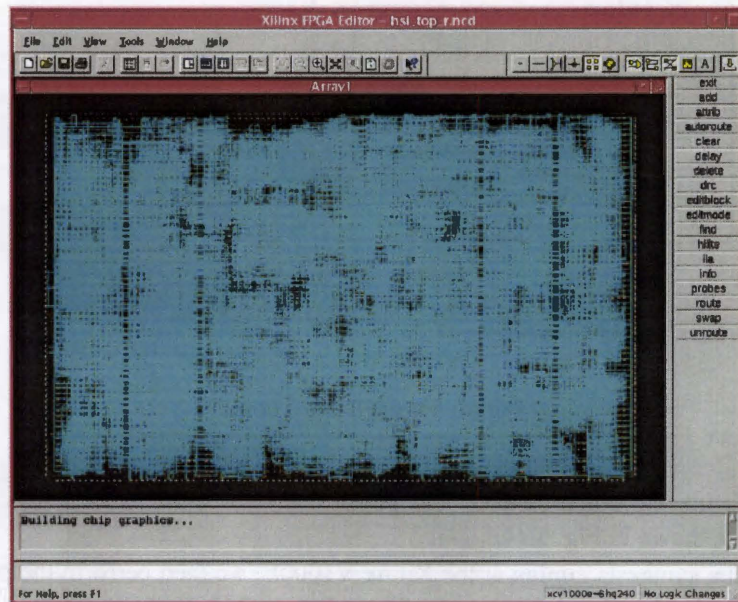 Xilinx FPGA Editor - hsi_top_r.ncd
File Edit View Tools Window Help
A
Array1
exit
add
attrib
autoroute
clear
delay
delete
drc
editblock
editmode
find
hilite
ila
info
probes
route
swap
unroute
Building chip graphics...
For Help, press F1
xcv1000e-6hq240 No Logic Changes